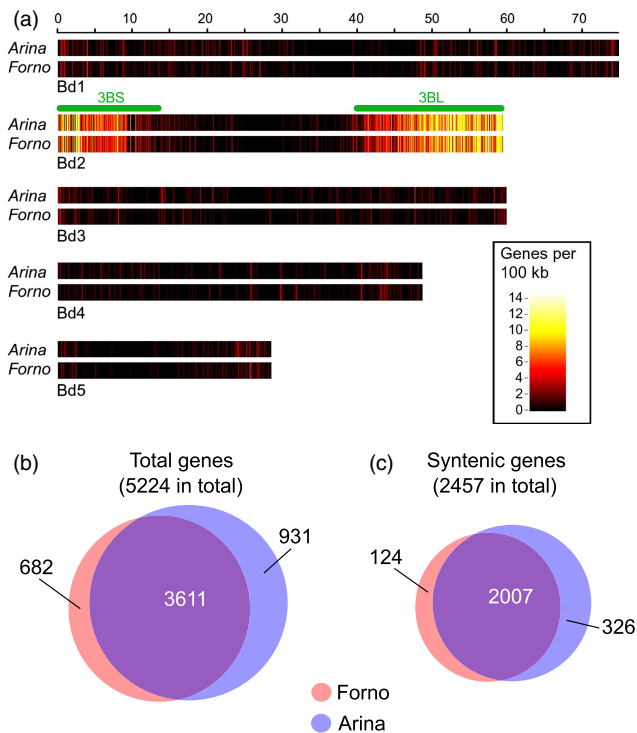 (a)
0 10 20 30 40 50 60 70
Arina
Forno
Bd1
3BS 3BL
Arina
Forno
Bd2
Arina
Forno
Bd3
Arina
Forno
Bd4
Arina
Forno
Bd5
Genes per
100 kb
14
12
10
8
6
4
2
0
(b) Total genes
(5224 in total)
682
3611
931
(c) Syntenic genes
(2457 in total)
124
2007
326
Forno
Arina